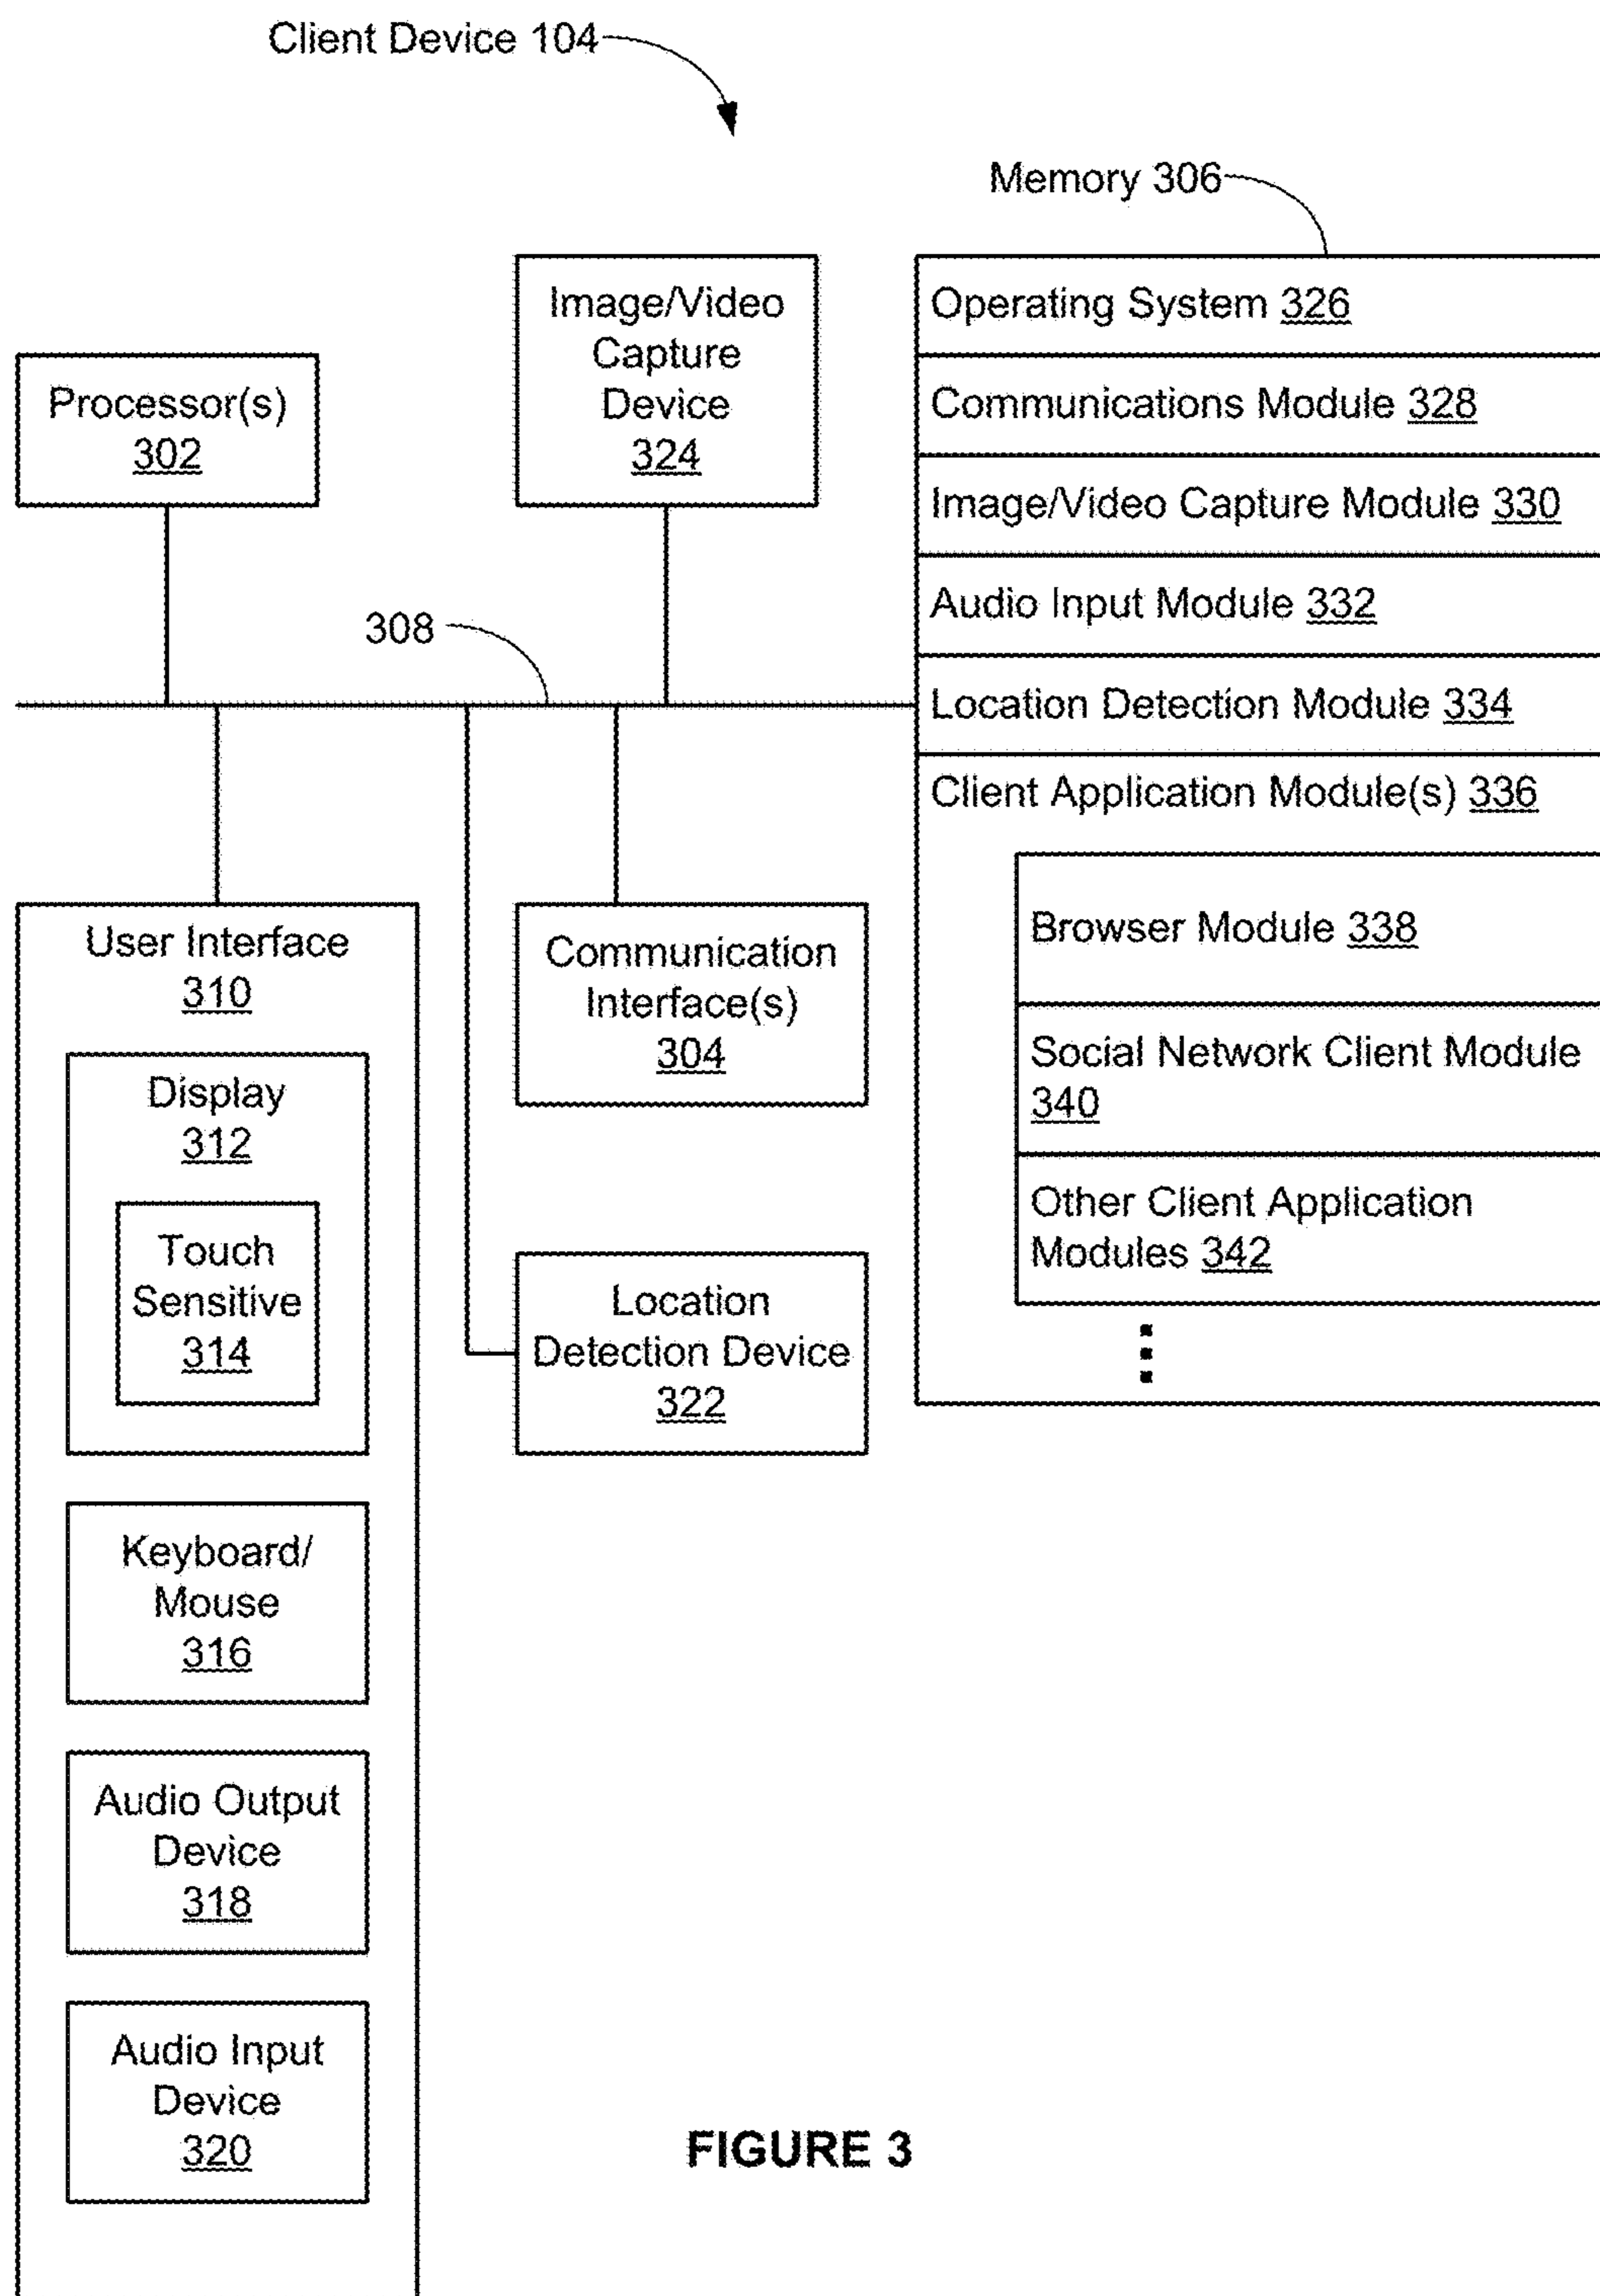 Client Device 104
Memory 306
Processor(s)
302
Image/Video
Capture
Device
324
308
Operating System 326
Communications Module 328
Image/Video Capture Module 330
Audio Input Module 332
Location Detection Module 334
Client Application Module(s) 336
Browser Module 338
Social Network Client Module
340
Other Client Application
Modules 342
User Interface
310
Display
312
Touch
Sensitive
314
Keyboard/
Mouse
316
Audio Output
Device
318
Audio Input
Device
320
Communication
Interface(s)
304
Location
Detection Device
322
FIGURE 3